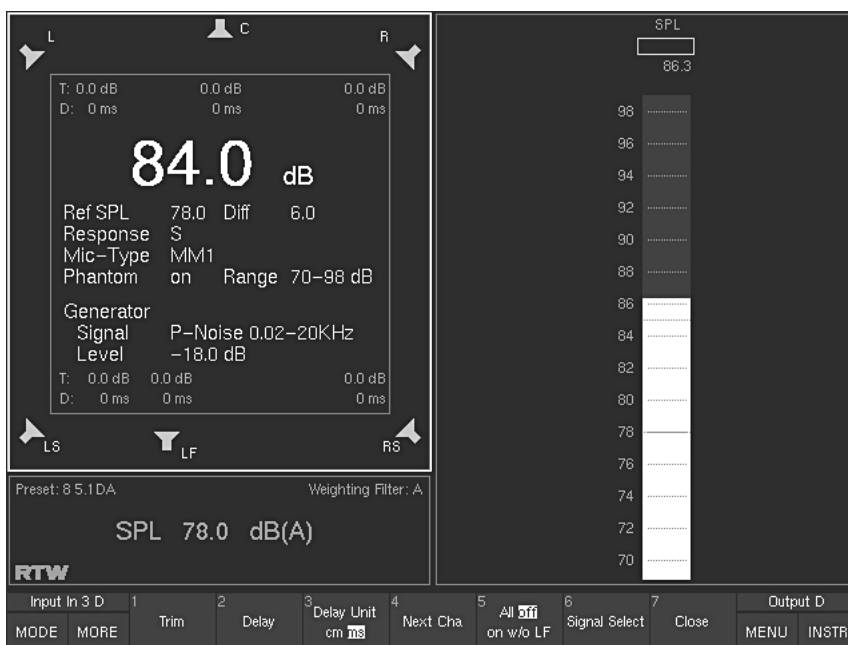 L
C
R
T: 0.0 dB 0.0 dB 0.0 dB
D: 0 ms 0 ms 0 ms
84.0 dB
Ref SPL 78.0 Diff 6.0
Response S
Mic-Type MM1
Phantom on Range 70-98 dB
Generator
Signal P-Noise 0.02-20KHz
Level -18.0 dB
T: 0.0 dB 0.0 dB 0.0 dB
D: 0 ms 0 ms 0 ms
LS
LF
RS
Preset: 8 5.1DA Weighting Filter: A
SPL 78.0 dB(A)
RTW
SPL
86.3
98
96
94
92
90
88
86
84
82
80
78
76
74
72
70
Input In 3 D
MODE MORE
1 Trim
2 Delay
3 Delay Unit
cm ms
4 Next Cha
5 All off
on w/o LF
6 Signal Select
7 Close
Output D
MENU INSTR